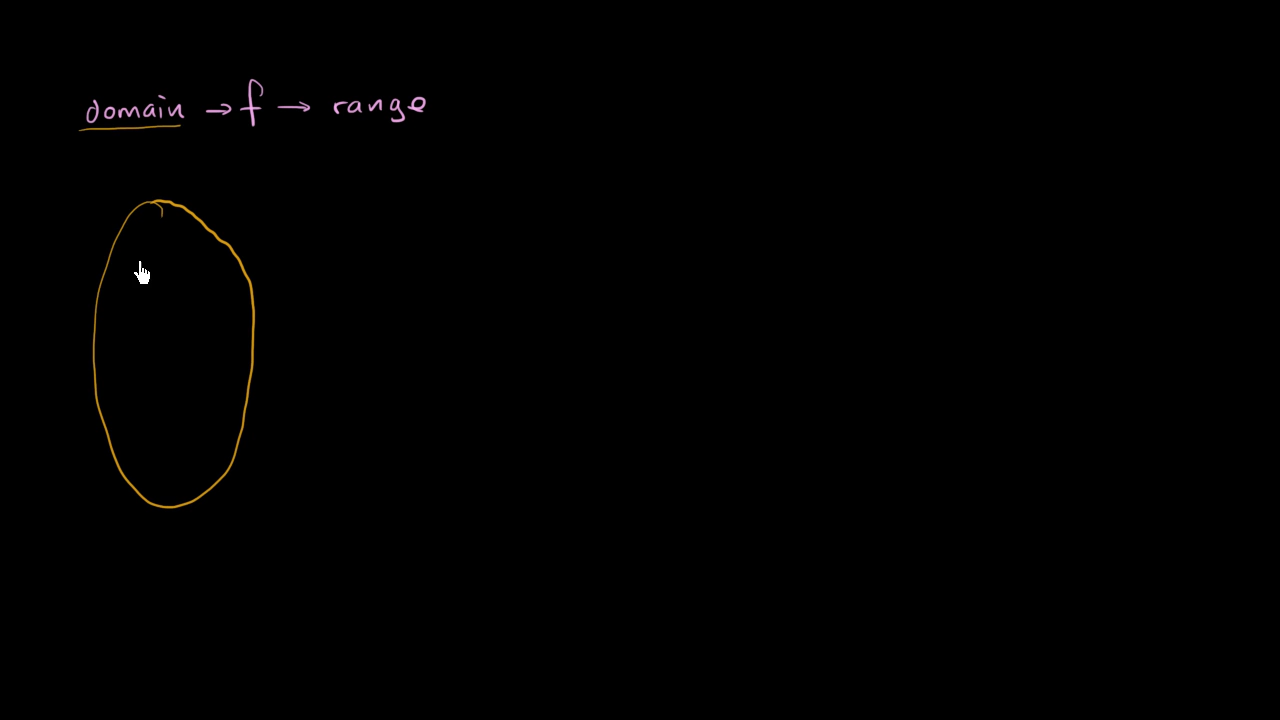 domain → f → range